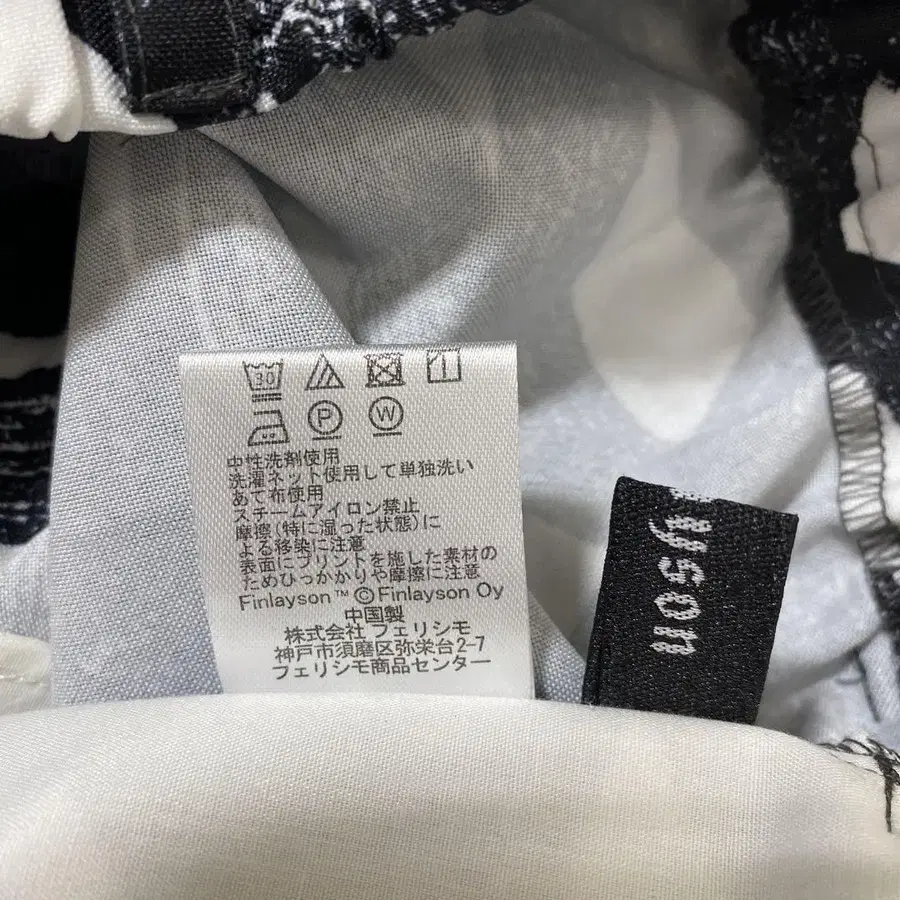 30
P W
中性洗剤使用
洗濯ネット使用して単独洗い
あて布使用
スチームアイロン禁止
摩擦(特に湿った状態)に
よる移染に注意
表面にプリントを施した素材の
ためひっかかりや摩擦に注意
Finlayson™ ©Finlayson Oy
中国製
株式会社 フェリシモ
神戸市須磨区弥栄台2-7
フェリシモ商品センター